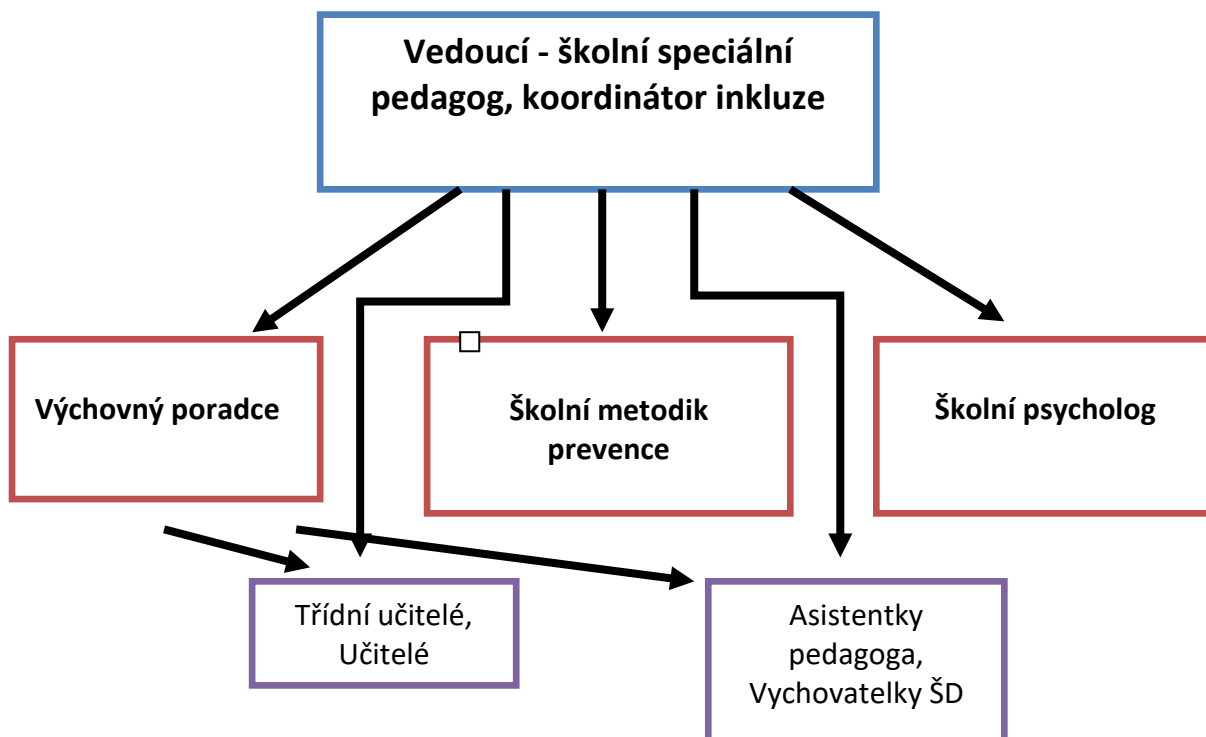 Vedoucí - školní speciální
pedagog, koordinátor inkluze
Výchovný poradce
Školní metodik
prevence
Školní psycholog
Třídní učitelé,
Učitelé
Asistentky
pedagoga,
Vychovatelky ŠD